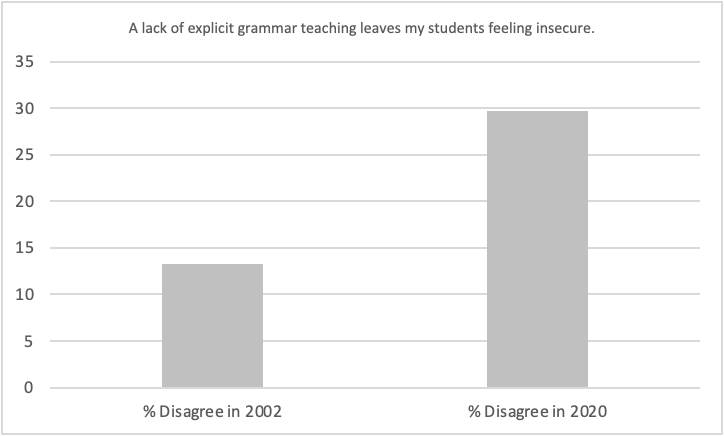 A lack of explicit grammar teaching leaves my students feeling insecure.
35
30
25
20
15
10
5
0
% Disagree in 2002
% Disagree in 2020